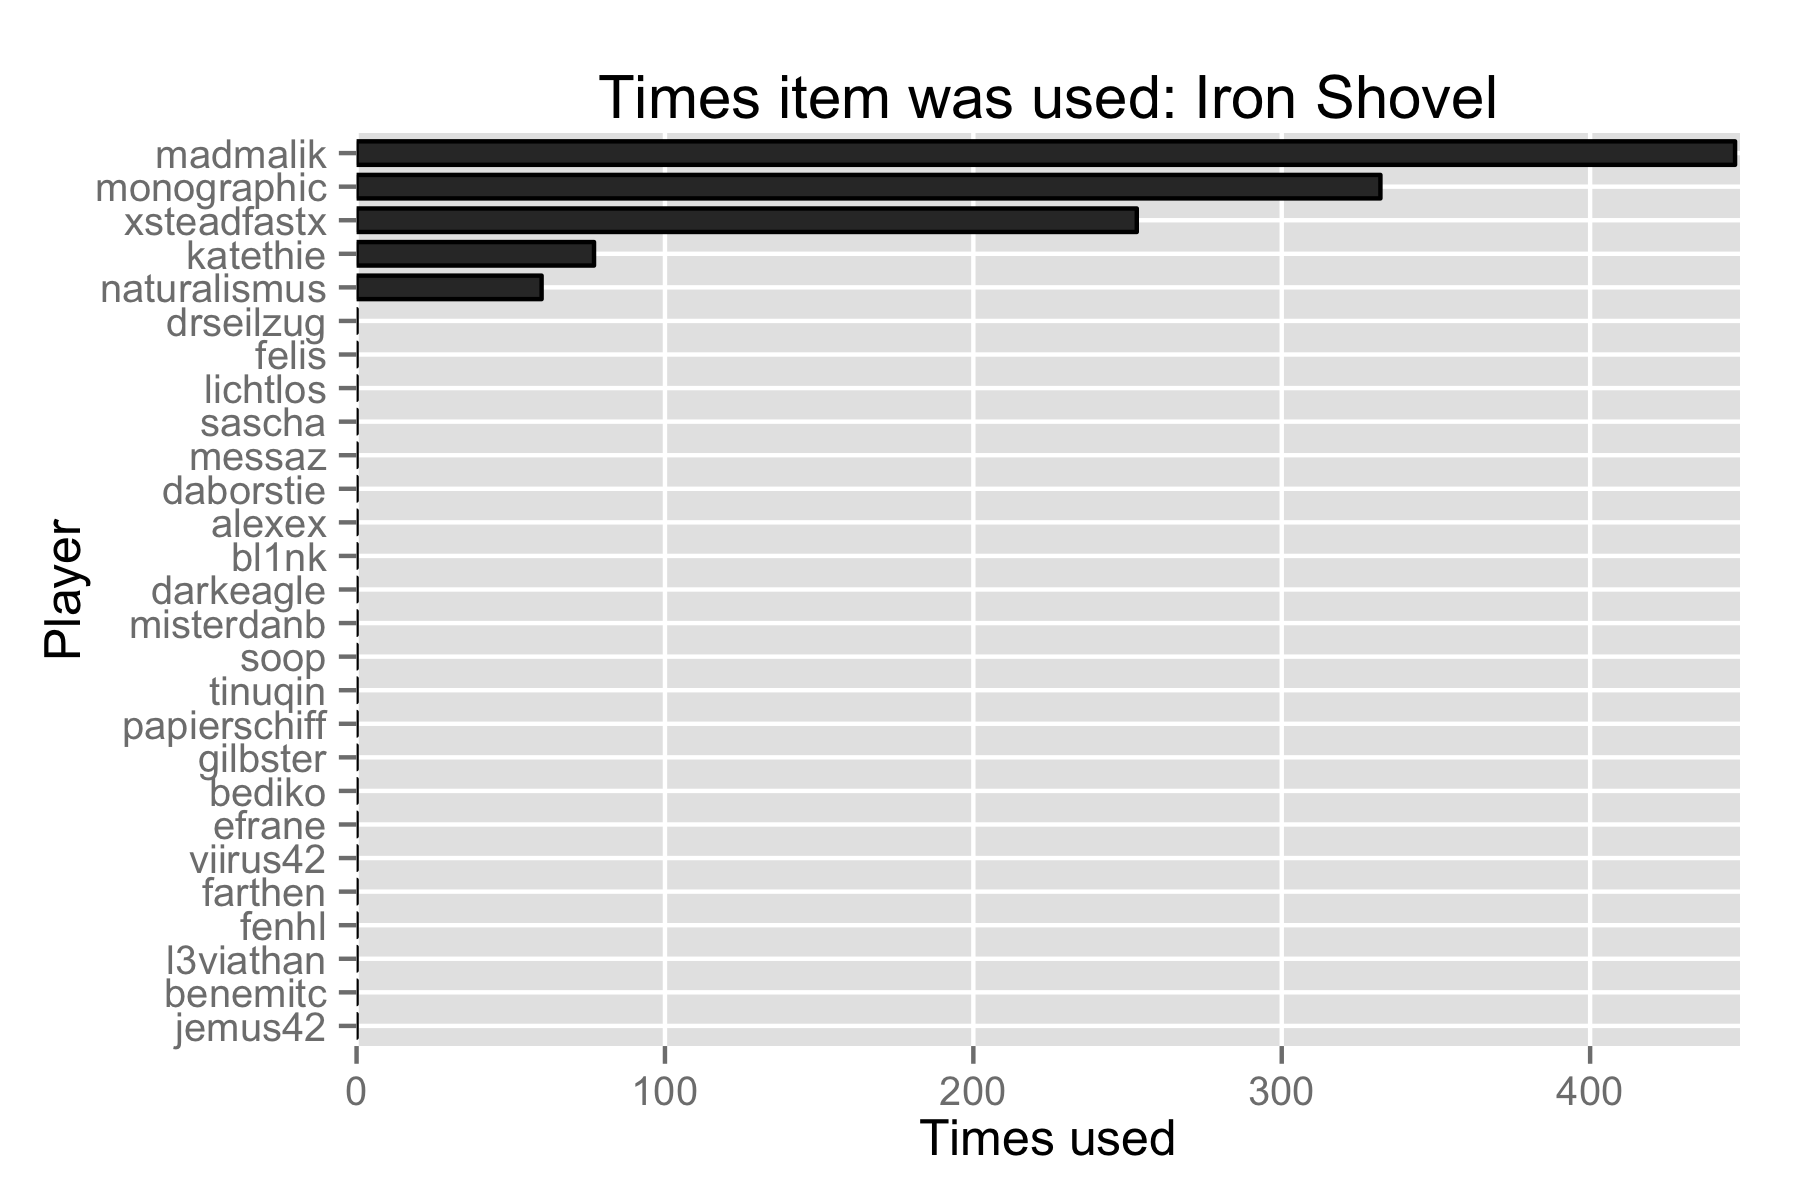 Times item was used: Iron Shovel
madmalik
monographic
xsteadfastx
katethie
naturalismus
drseilzug
felis
lichtlos
sascha
messaz
daborstie
alexex
bl1nk
darkeagle
misterdanb
soop
tinuqin
papierschiff
gilbster
bediko
efrane
viirus42
farthen
fenhl
l3viathan
benemitc
jemus42
Player
0 100 200 300 400
Times used